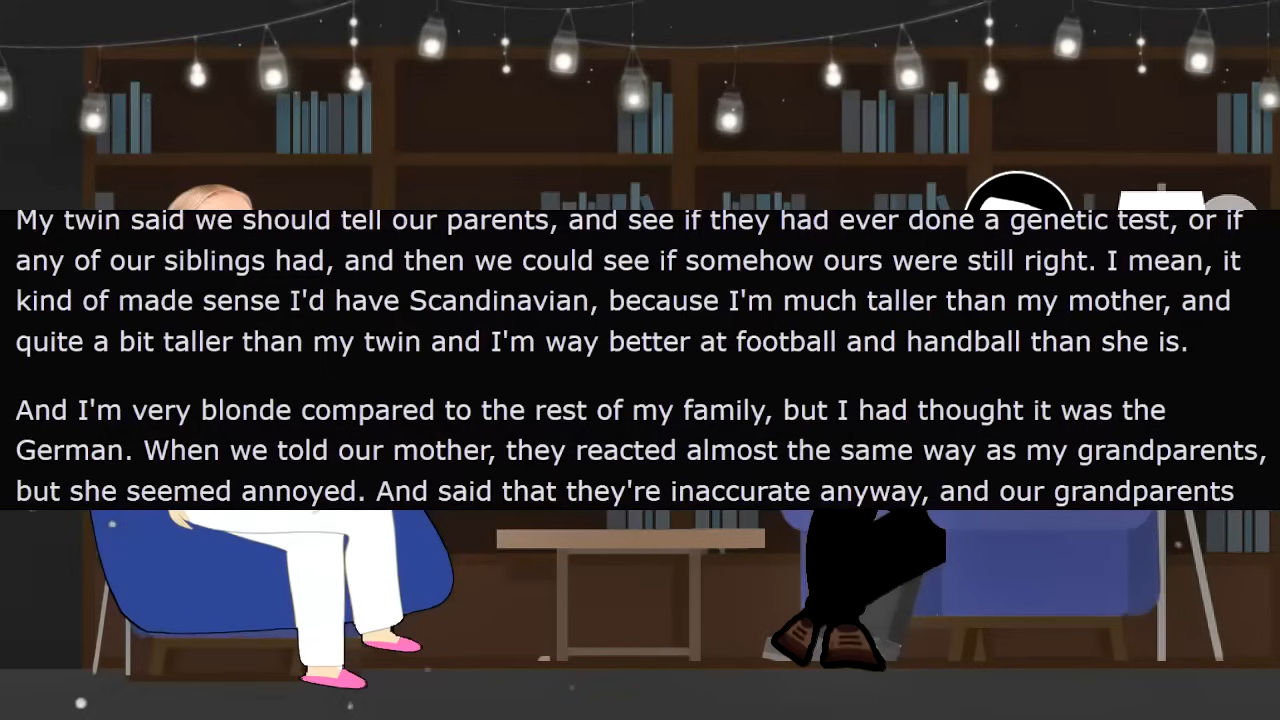 My twin said we should tell our parents, and see if they had ever done a genetic test, or if
any of our siblings had, and then we could see if somehow ours were still right. I mean, it
kind of made sense I'd have Scandinavian, because I'm much taller than my mother, and
quite a bit taller than my twin and I'm way better at football and handball than she is.
And I'm very blonde compared to the rest of my family, but I had thought it was the
German. When we told our mother, they reacted almost the same way as my grandparents,
but she seemed annoyed. And said that they're inaccurate anyway, and our grandparents